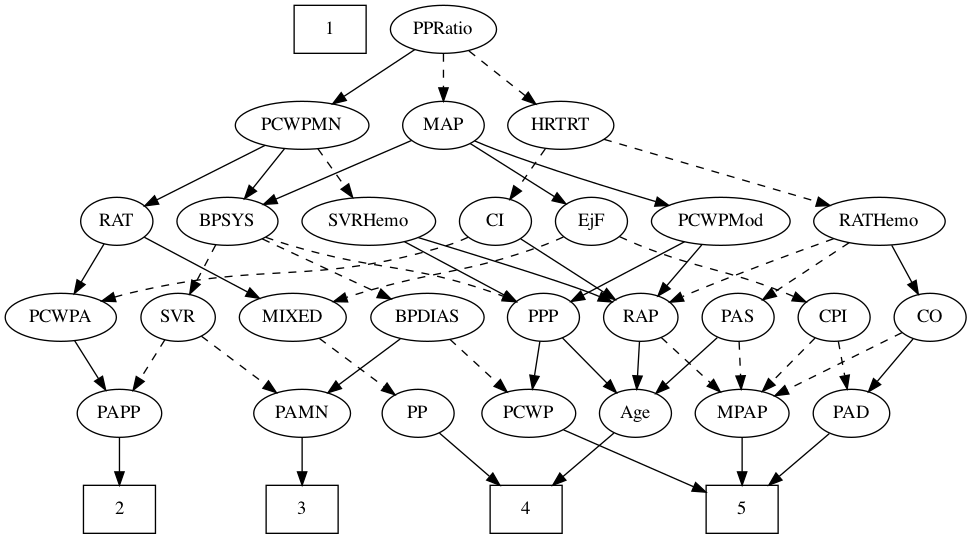 1
PPRatio
PCWPMN
MAP
HRTRT
RAT
BPSYS
SVRHemo
CI
EjF
PCWPMod
RATHemo
PCWPA
SVR
MIXED
BPDIAS
PPP
RAP
PAS
CPI
CO
PAPP
PAMN
PP
PCWP
Age
MPAP
PAD
2
3
4
5